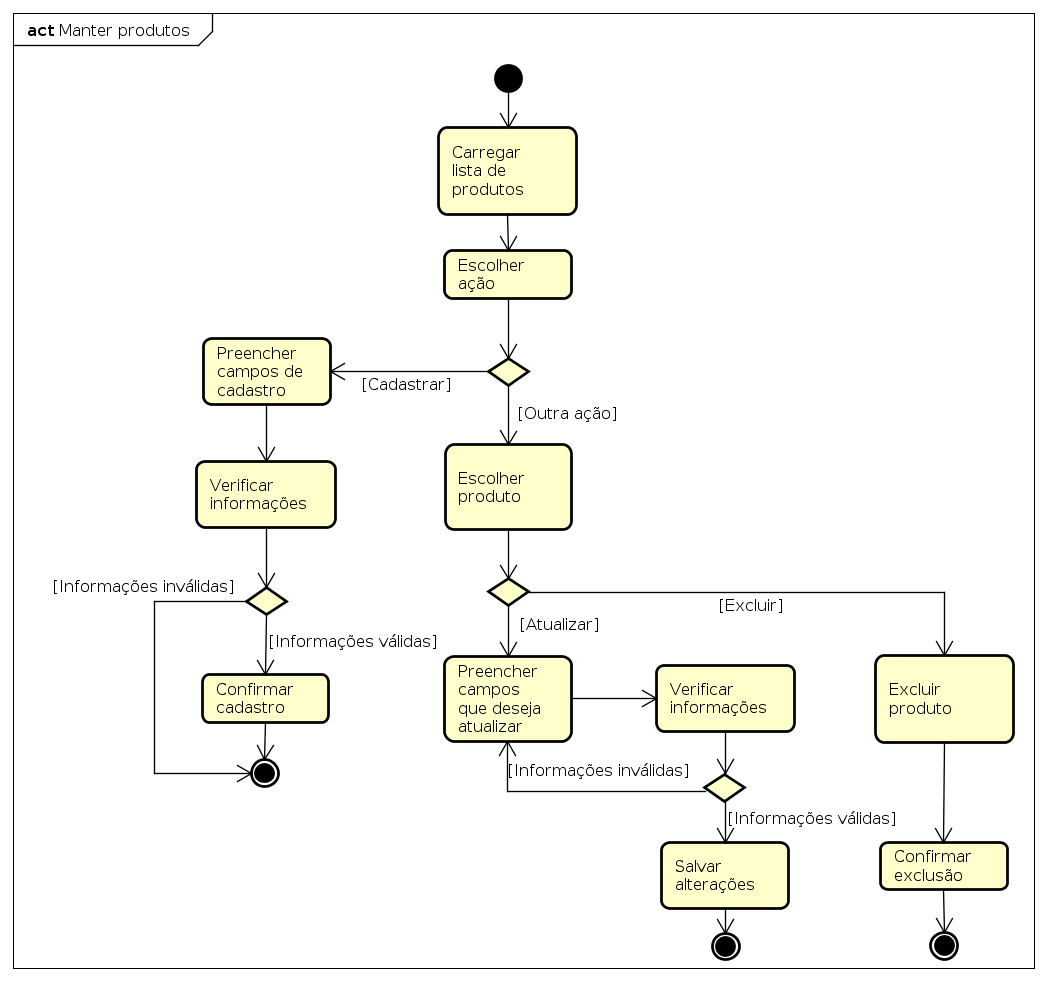 act Manter produtos
Carregar
lista de
produtos
Escolher
ação
Preencher
campos de
cadastro
[Cadastrar]
[Outra ação]
Verificar
informações
Escolher
produto
[Informações inválidas]
[Excluir]
[Atualizar]
[Informações válidas]
Confirmar
cadastro
Preencher
campos
que deseja
atualizar
Verificar
informações
Excluir
produto
[Informações inválidas]
[Informações válidas]
Salvar
alterações
Confirmar
exclusão